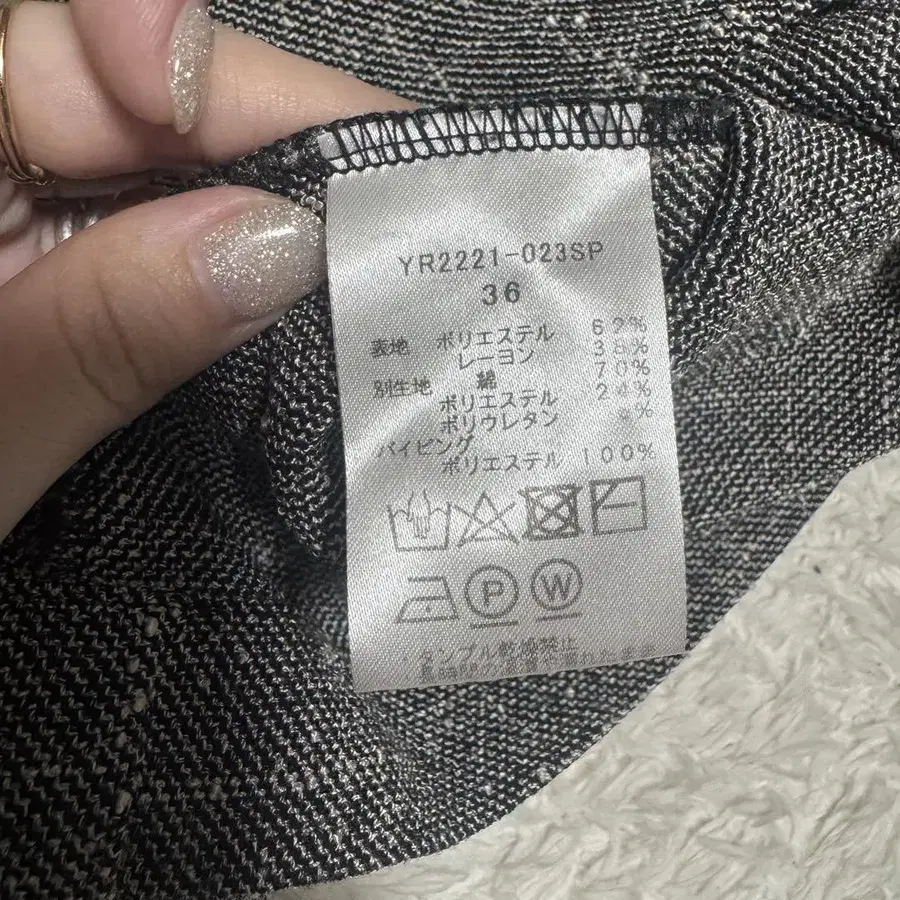 YR2221-023SP
36
表地 ポリエステル 62%
レーヨン 38%
別生地 綿 70%
ポリエステル 24%
ポリウレタン %
パイピング
ポリエステル 100%
P W
・タンブル乾燥禁止